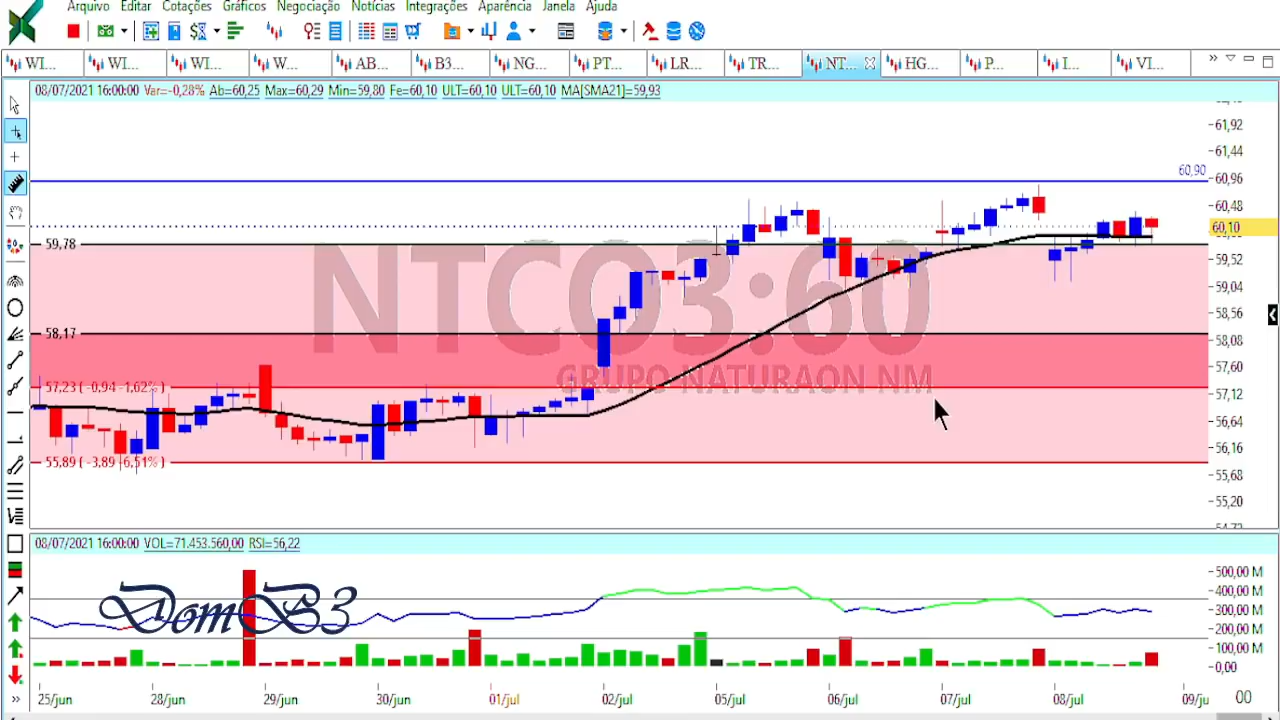 Arquivo Editar Cotações Gráficos Negociação Notícias Integrações Aparência Janela Ajuda
WI... WI... WI... W... AB... B3... NG... PT... LR... TR... NT... HG... P... I... VI...
08/07/2021 16:00:00 Var=-0,28% Ab=60,25 Max=60,29 Min=59,80 Fe=60,10 ULT=60,10 ULT=60,10 MA[SMA21]=59,93
61,92
61,44
60,90
60,96
60,48
60,10
59,78
59,52
NTCO3:60
59,04
58,56
58,17
58,08
57,60
GRUPO NATURAON NM
57,23 ( -0,94 -1,62% )
57,12
56,64
56,16
55,89 ( -3,89 -6,51% )
55,68
55,20
54,72
08/07/2021 16:00:00 VOL=71.453.560,00 RSI=56,22
500,00 M
400,00 M
DomB3
300,00 M
200,00 M
100,00 M
0,00
25/jun 28/jun 29/jun 30/jun 01/jul 02/jul 05/jul 06/jul 07/jul 08/jul 09/ju